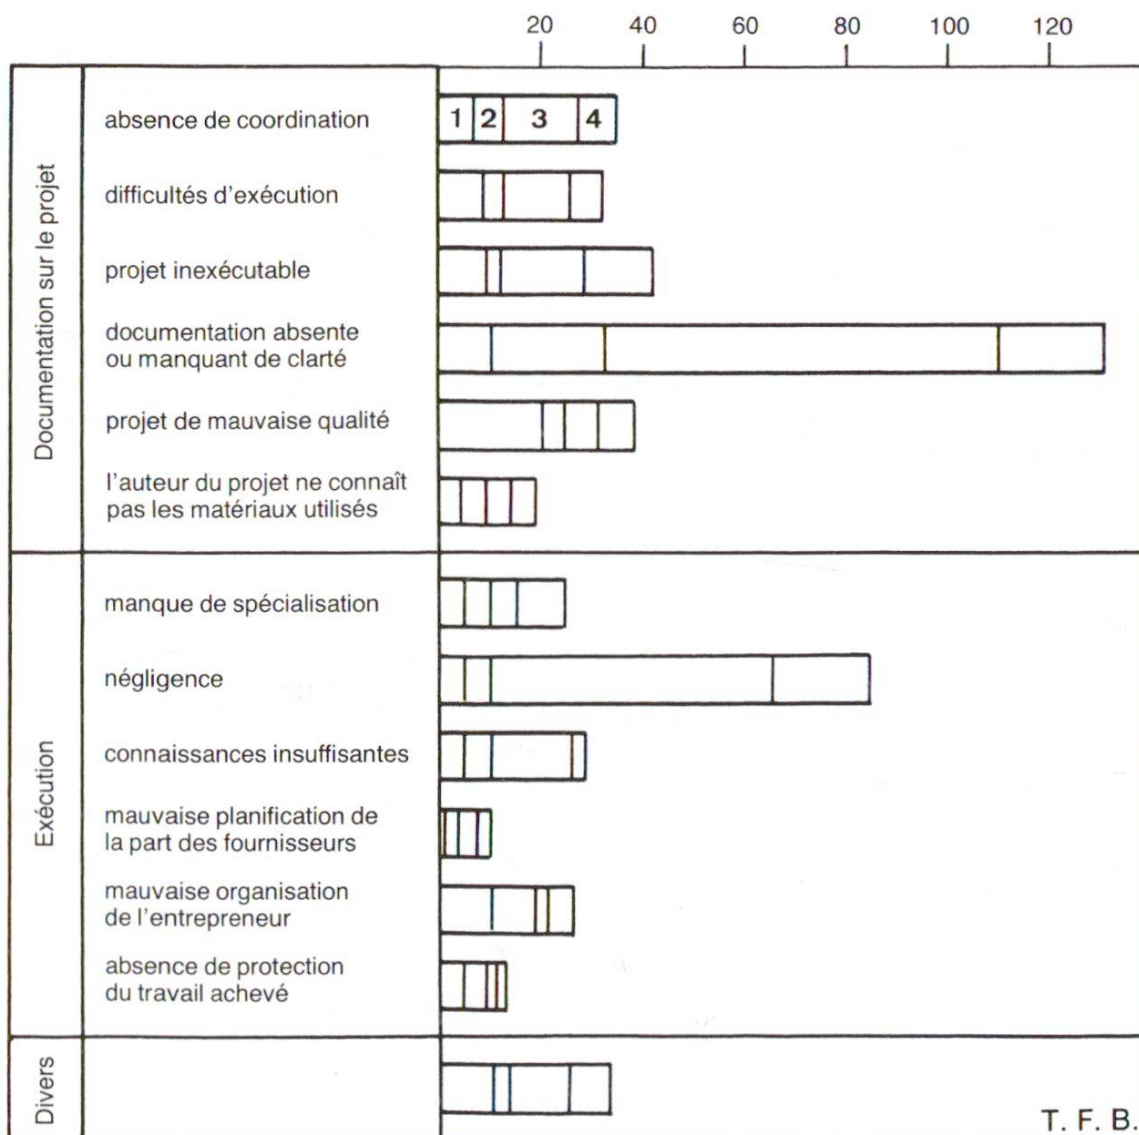 20 40 60 80 100 120
Documentation sur le projet
absence de coordination
1 2 3 4
difficultés d'exécution
projet inexécutable
documentation absente
ou manquant de clarté
projet de mauvaise qualité
l'auteur du projet ne connaît
pas les matériaux utilisés
Exécution
manque de spécialisation
négligence
connaissances insuffisantes
mauvaise planification de
la part des fournisseurs
mauvaise organisation
de l'entrepreneur
absence de protection
du travail achevé
Divers
T. F. B.